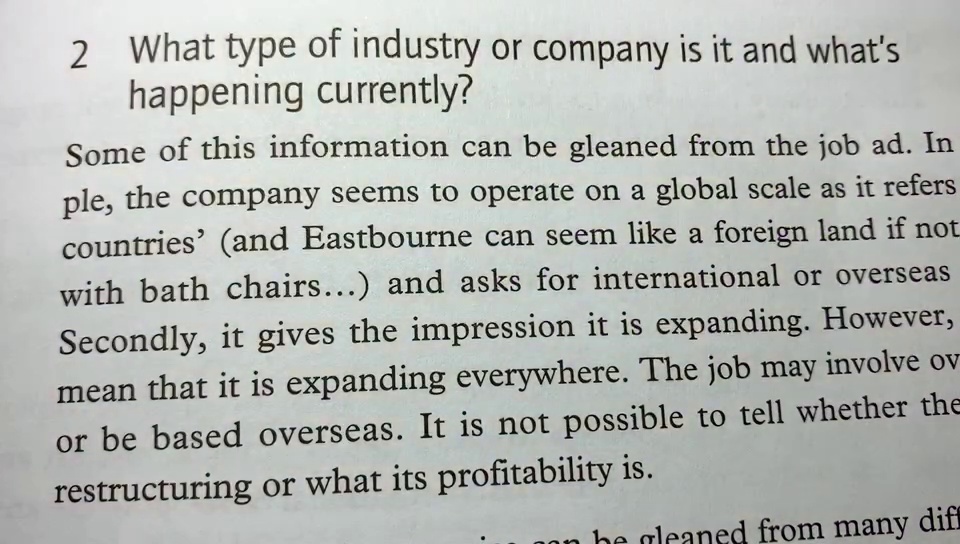 2 What type of industry or company is it and what's
happening currently?
Some of this information can be gleaned from the job ad. In
ple, the company seems to operate on a global scale as it refers
countries’ (and Eastbourne can seem like a foreign land if not
with bath chairs...) and asks for international or overseas
Secondly, it gives the impression it is expanding. However,
mean that it is expanding everywhere. The job may involve ov
or be based overseas. It is not possible to tell whether the
restructuring or what its profitability is.
can be gleaned from many diff